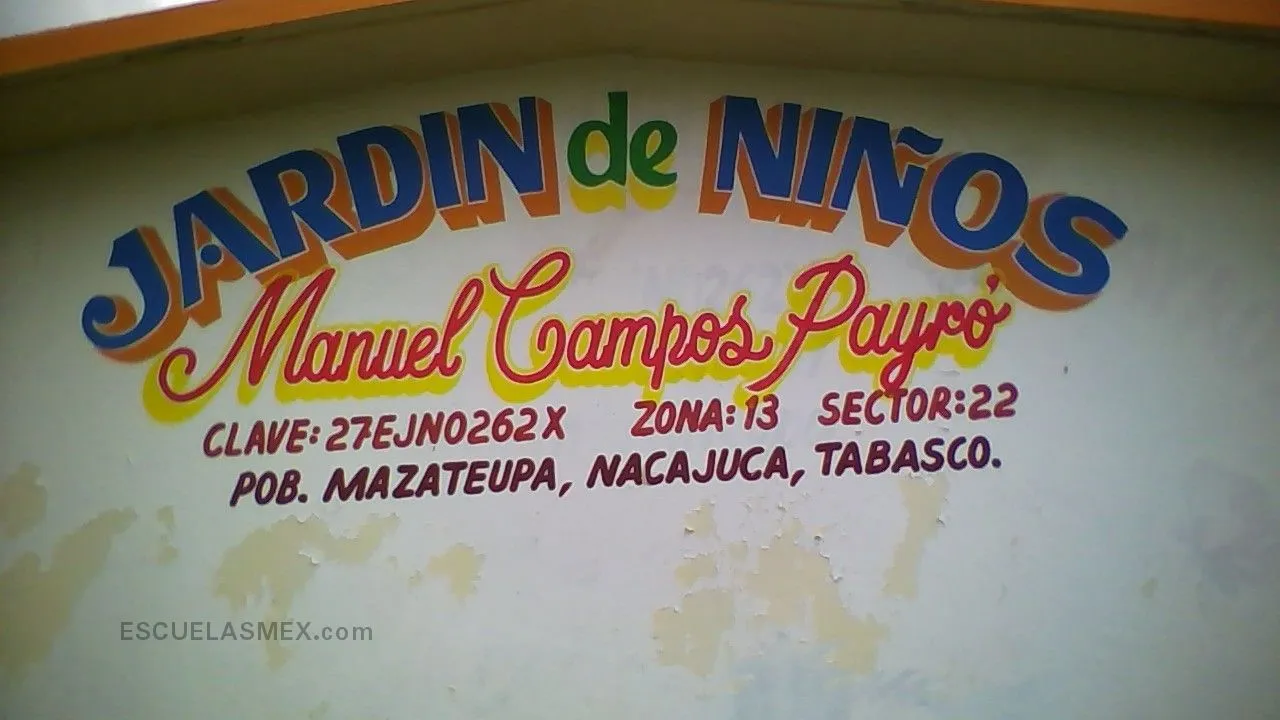 JARDIN de NIÑOS
Manuel Campos Payró
CLAVE: 27EJN0262X ZONA: 13 SECTOR: 22
POB. MAZATEUPA, NACAJUCA, TABASCO.
ESCUELASMEX.com